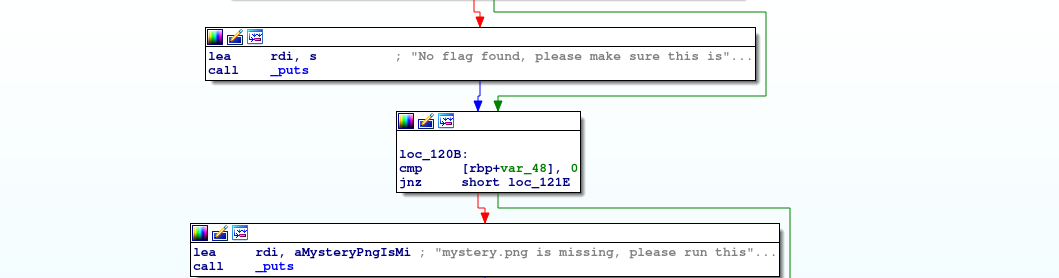 lea rdi, s ; "No flag found, please make sure this is"...
call _puts
loc_120B:
cmp [rbp+var_48], 0
jnz short loc_121E
lea rdi, aMysteryPngIsMi ; "mystery.png is missing, please run this"...
call _puts